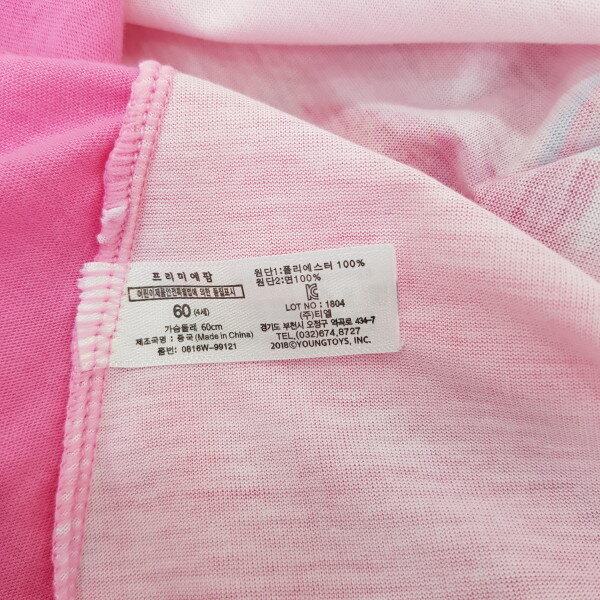 프리미에팜
어린이제품안전특별법에 의한 품질표시
60 (4세)
가슴둘레 60cm
제조국명 : 중국 (Made in China)
품번: 0816W-99121
원단1:폴리에스터 100%
원단2:면100%
LOT NO : 1804
(주)티엘
경기도 부천시 오정구 역곡로 434-7
TEL.(032)674.8727
2018ⓒYOUNGTOYS, INC.